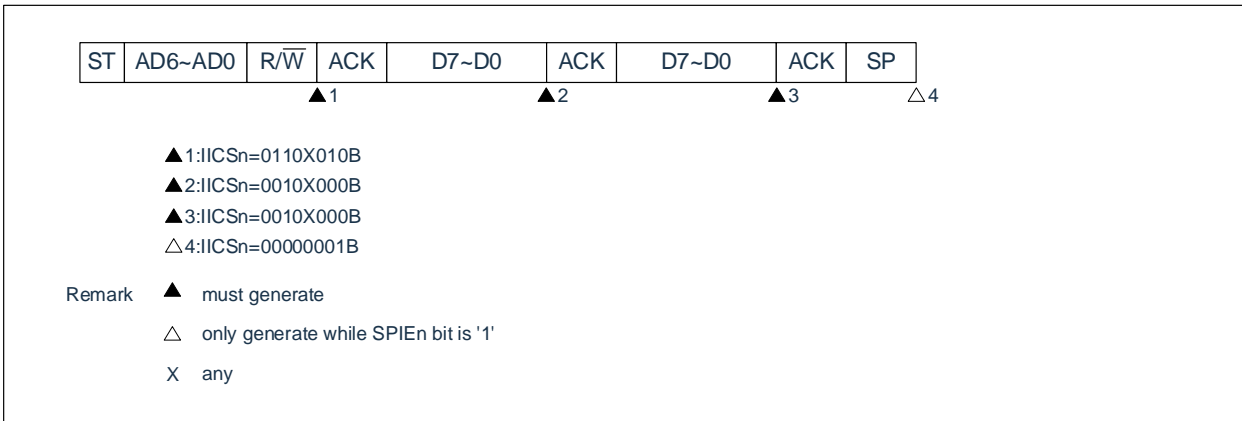 ST AD6~AD0 R/W̅ ACK D7~D0 ACK D7~D0 ACK SP
▲1 ▲2 ▲3 △4
▲1:IICSn=0110X010B
▲2:IICSn=0010X000B
▲3:IICSn=0010X000B
△4:IICSn=00000001B
Remark ▲ must generate
△ only generate while SPIEn bit is '1'
X any